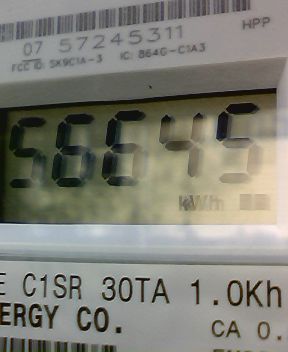 07 57245311
HPP
FCC ID: SK9C1A-3 IC: 864G-C1A3
56645
kWh
E C1SR 30TA 1.0Kh
ERGY CO.
CA 0.